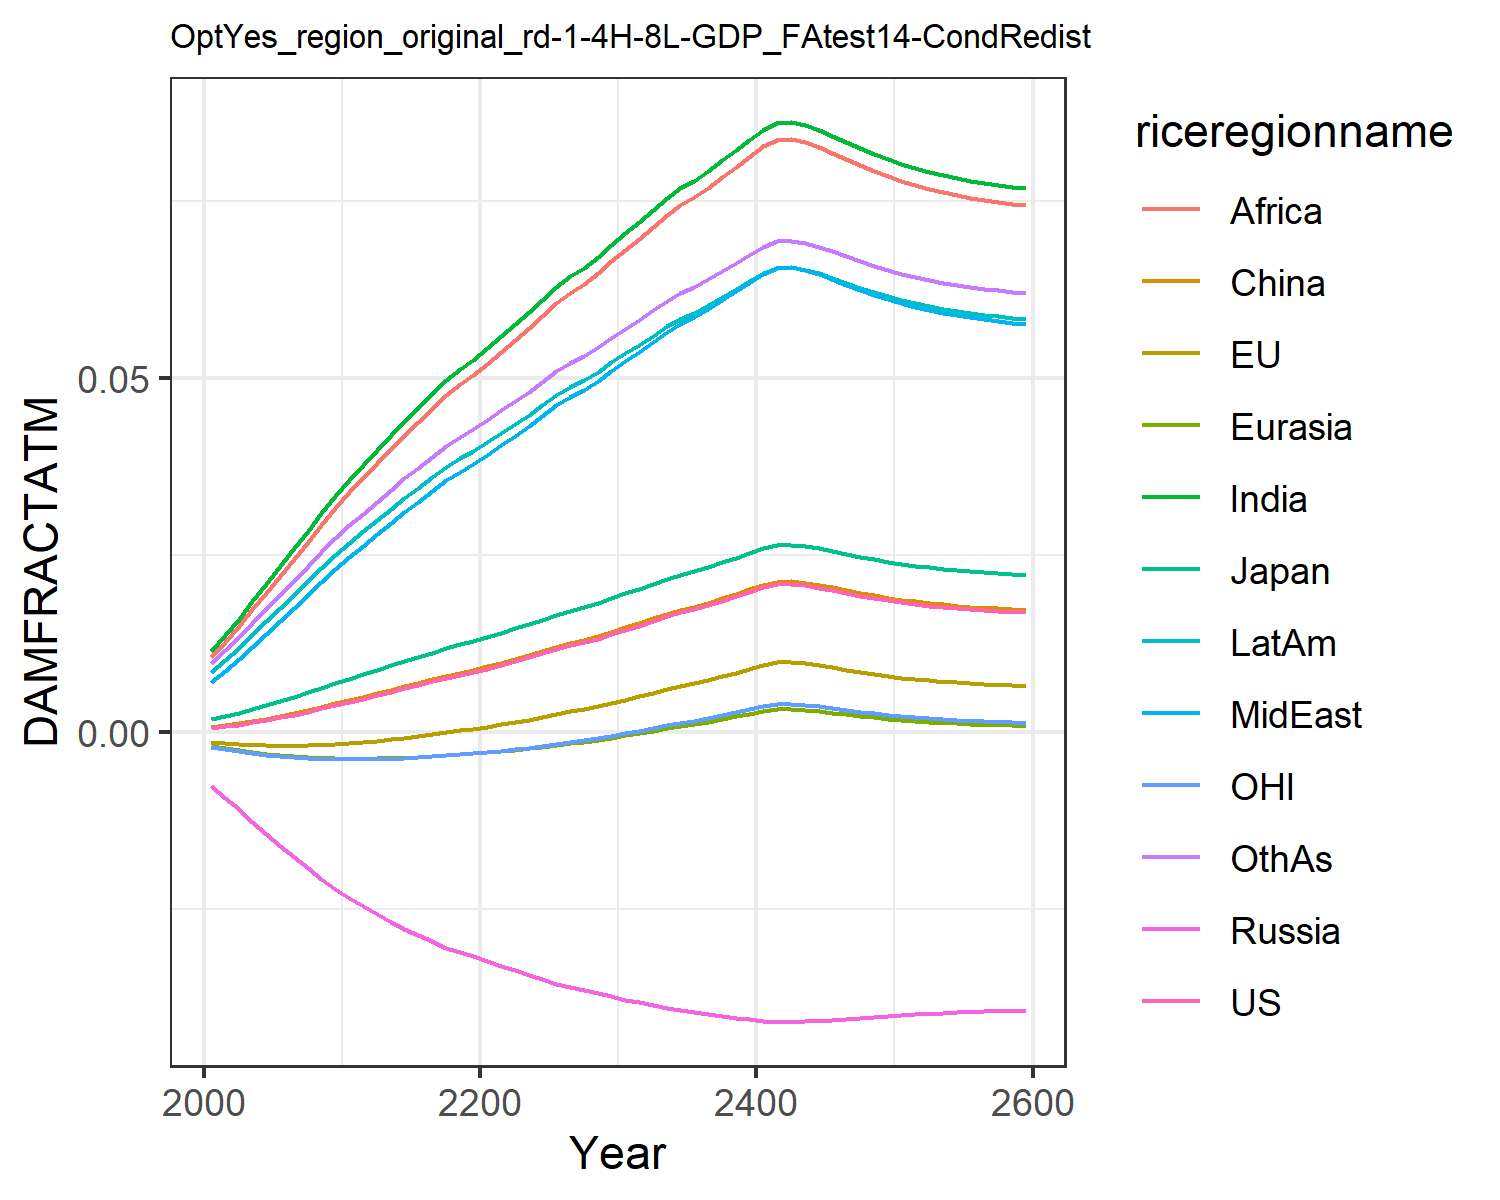 OptYes_region_original_rd-1-4H-8L-GDP_FAtest14-CondRedist
DAMFRACTATM
0.05
0.00
2000 2200 2400 2600
Year
riceregionname
Africa
China
EU
Eurasia
India
Japan
LatAm
MidEast
OHI
OthAs
Russia
US